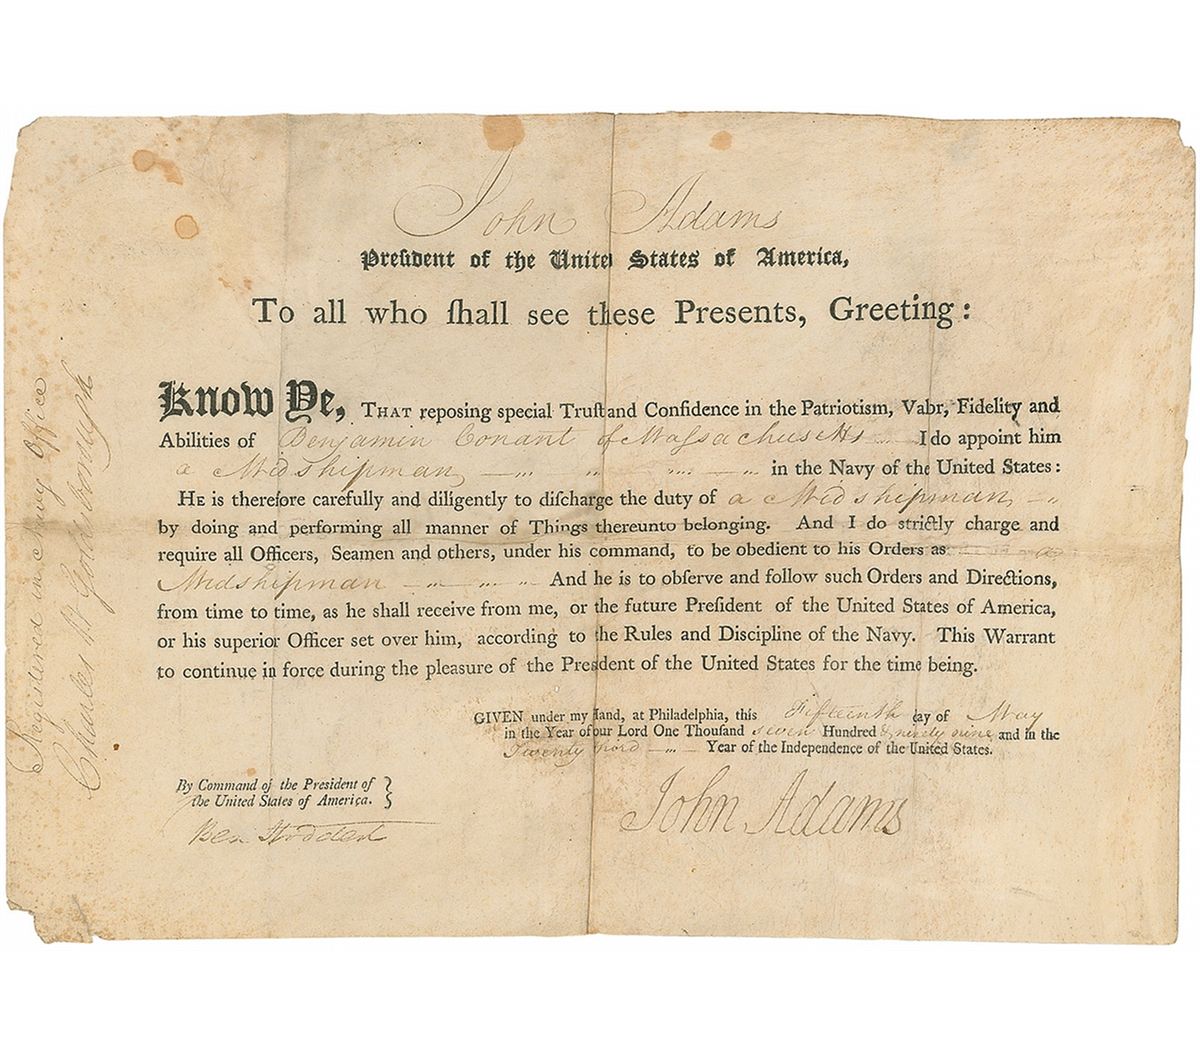 John Adams
Preſident of the United States of America,
To all who ſhall see these Presents, Greeting:
Know Ye, THAT reposing special Truſt and Confidence in the Patriotism, Valor, Fidelity and
Abilities of Benjamin Conant of Maſsachusetts I do appoint him
a Midshipman in the Navy of the United States:
HE is therefore carefully and diligently to diſcharge the duty of a Midshipman
by doing and performing all manner of Things thereunto belonging. And I do strictly charge and
require all Officers, Seamen and others, under his command, to be obedient to his Orders as a
Midshipman And he is to obſerve and follow such Orders and Directions,
from time to time, as he shall receive from me, or the future Preſident of the United States of America,
or his superior Officer set over him, according to the Rules and Discipline of the Navy. This Warrant
to continue in force during the pleasure of the Preſident of the United States for the time being.
GIVEN under my Hand, at Philadelphia, this Fifteenth day of May
in the Year of our Lord One Thouſand seven Hundred & ninety nine and in the
Twenty third Year of the Independence of the United States.
By Command of the President of
the United States of America.
Ben Stoddert
John Adams
Registered in Navy Office
Charles W Goldsborough